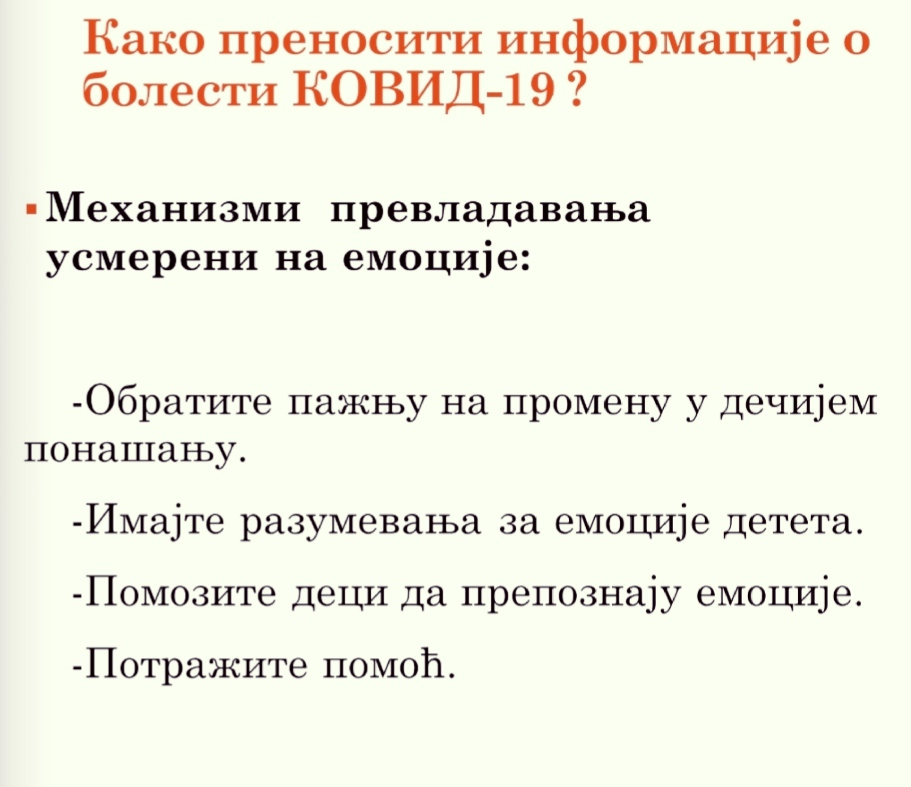 Како преносити информације о
болести КОВИД-19 ?
▪ Механизми превладавања
усмерени на емоције:
-Обратите пажњу на промену у дечијем
понашању.
-Имајте разумевања за емоције детета.
-Помозите деци да препознају емоције.
-Потражите помоћ.